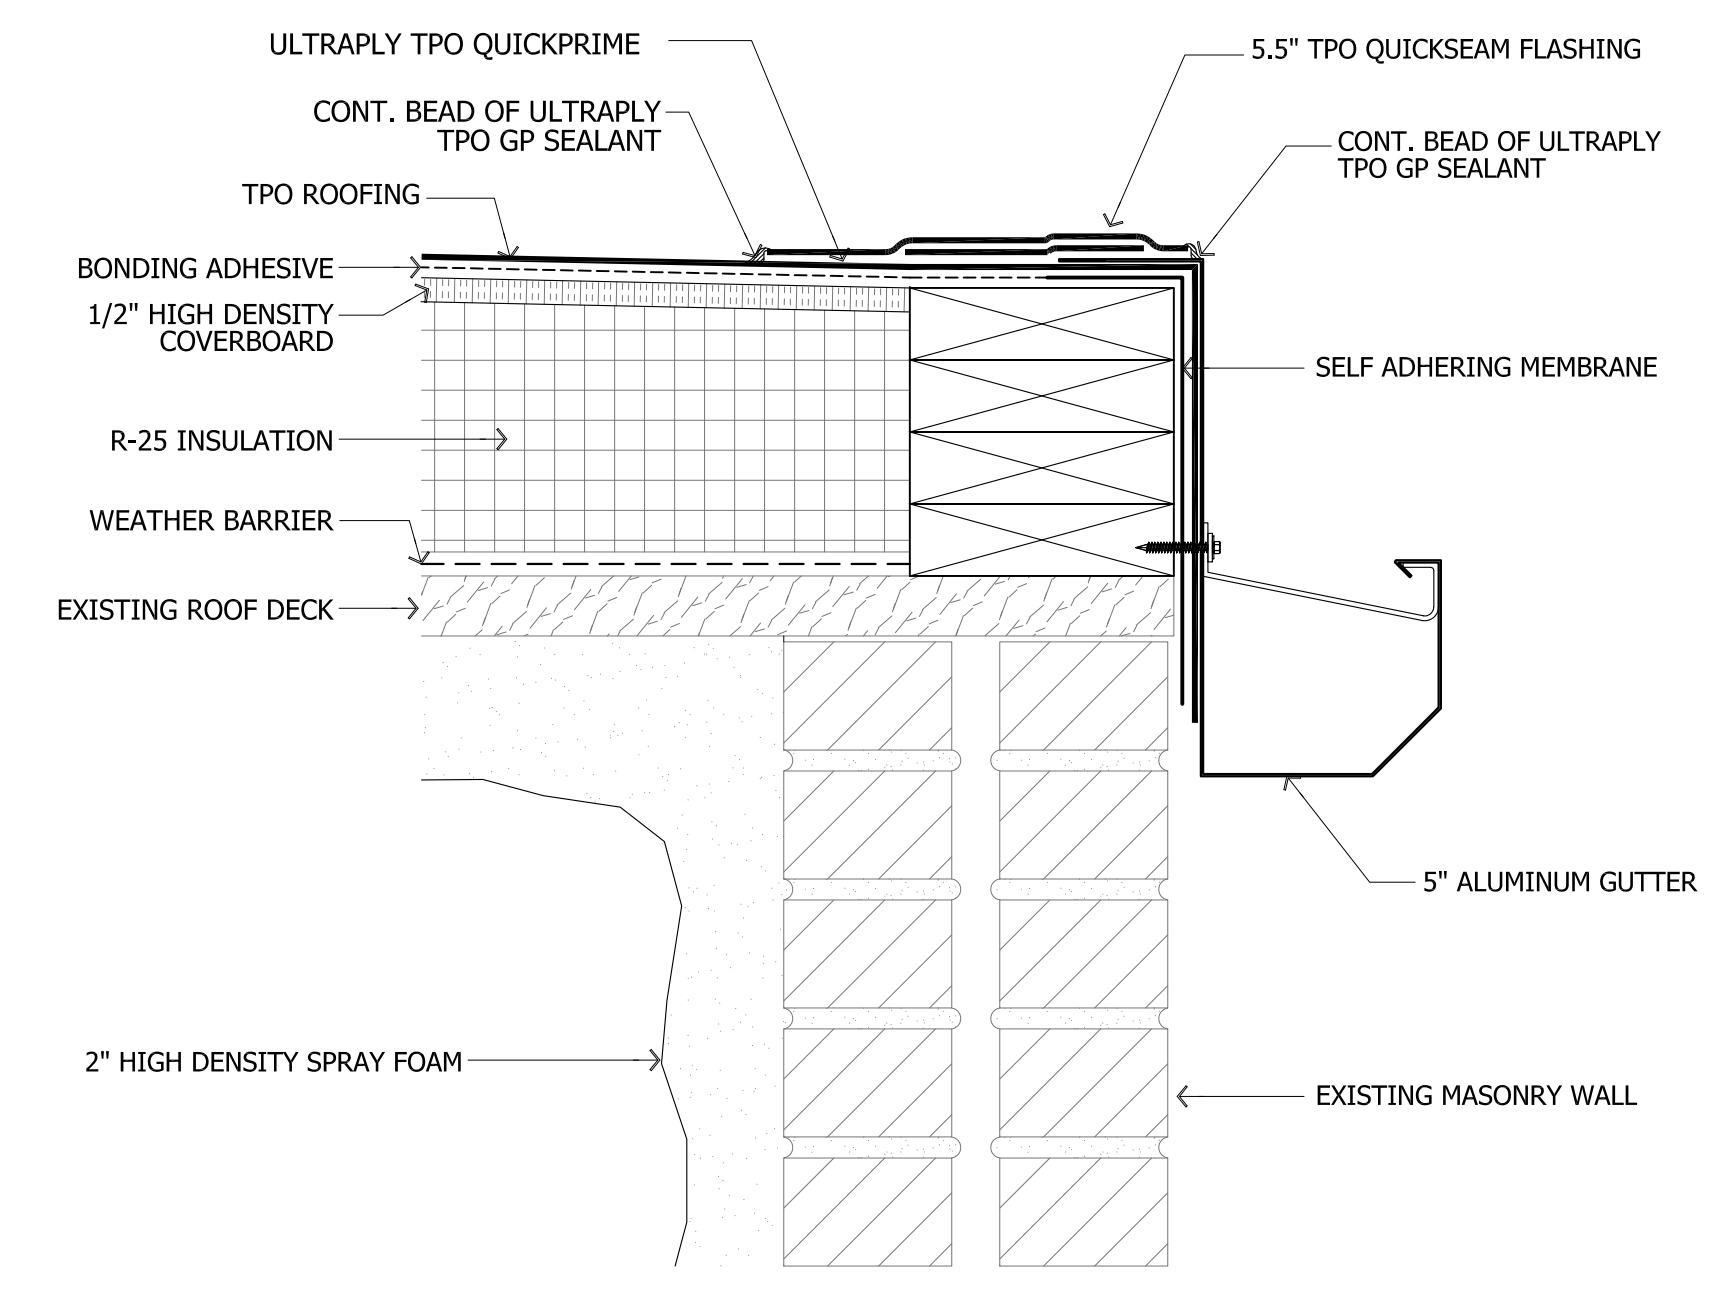 ULTRAPLY TPO QUICKPRIME
5.5" TPO QUICKSEAM FLASHING
CONT. BEAD OF ULTRAPLY
TPO GP SEALANT
CONT. BEAD OF ULTRAPLY
TPO GP SEALANT
TPO ROOFING
BONDING ADHESIVE
1/2" HIGH DENSITY
COVERBOARD
SELF ADHERING MEMBRANE
R-25 INSULATION
WEATHER BARRIER
EXISTING ROOF DECK
5" ALUMINUM GUTTER
2" HIGH DENSITY SPRAY FOAM
EXISTING MASONRY WALL